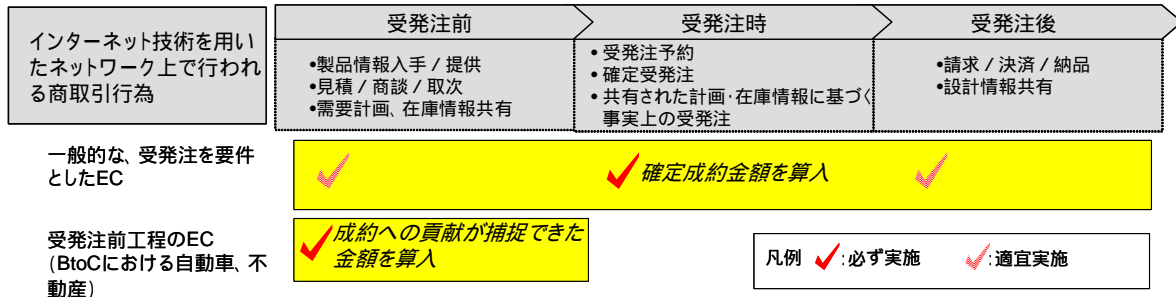 インターネット技術を用い
たネットワーク上で行われ
る商取引行為
受発注前
•製品情報入手／提供
•見積／商談／取次
•需要計画、在庫情報共有
受発注時
•受発注予約
•確定受発注
•共有された計画・在庫情報に基づく
事実上の受発注
受発注後
•請求／決済／納品
•設計情報共有
一般的な、受発注を要件
としたEC
確定成約金額を算入
受発注前工程のEC
(BtoCにおける自動車、不
動産)
成約への貢献が捕捉できた
金額を算入
凡例 :必ず実施 :適宜実施